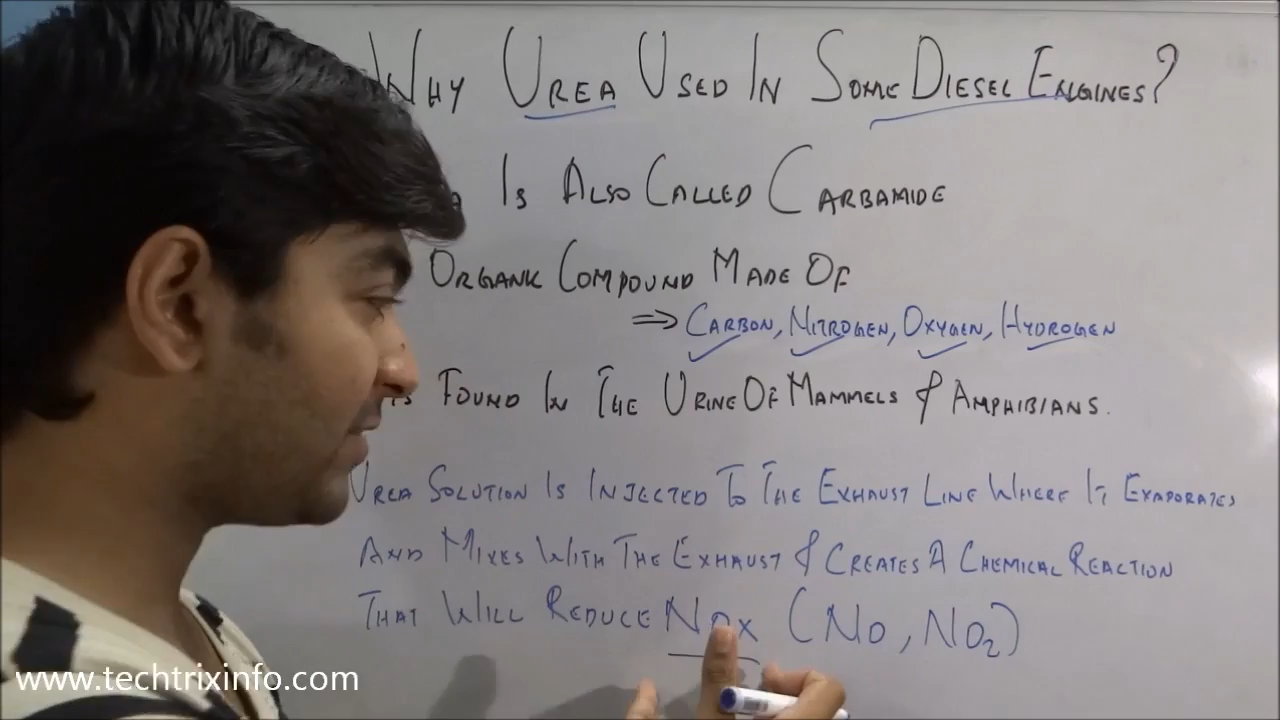 WHY UREA USED IN SOME DIESEL ENGINES?
IS ALSO CALLED CARBAMIDE
ORGANIC COMPOUND MADE OF
⇒ CARBON, NITROGEN, OXYGEN, HYDROGEN
FOUND IN THE URINE OF MAMMELS & AMPHIBIANS.
UREA SOLUTION IS INJECTED TO THE EXHAUST LINE WHERE IT EVAPORATES
AND MIXES WITH THE EXHAUST & CREATES A CHEMICAL REACTION
THAT WILL REDUCE NOx (NO, NO2)
www.techtrixinfo.com